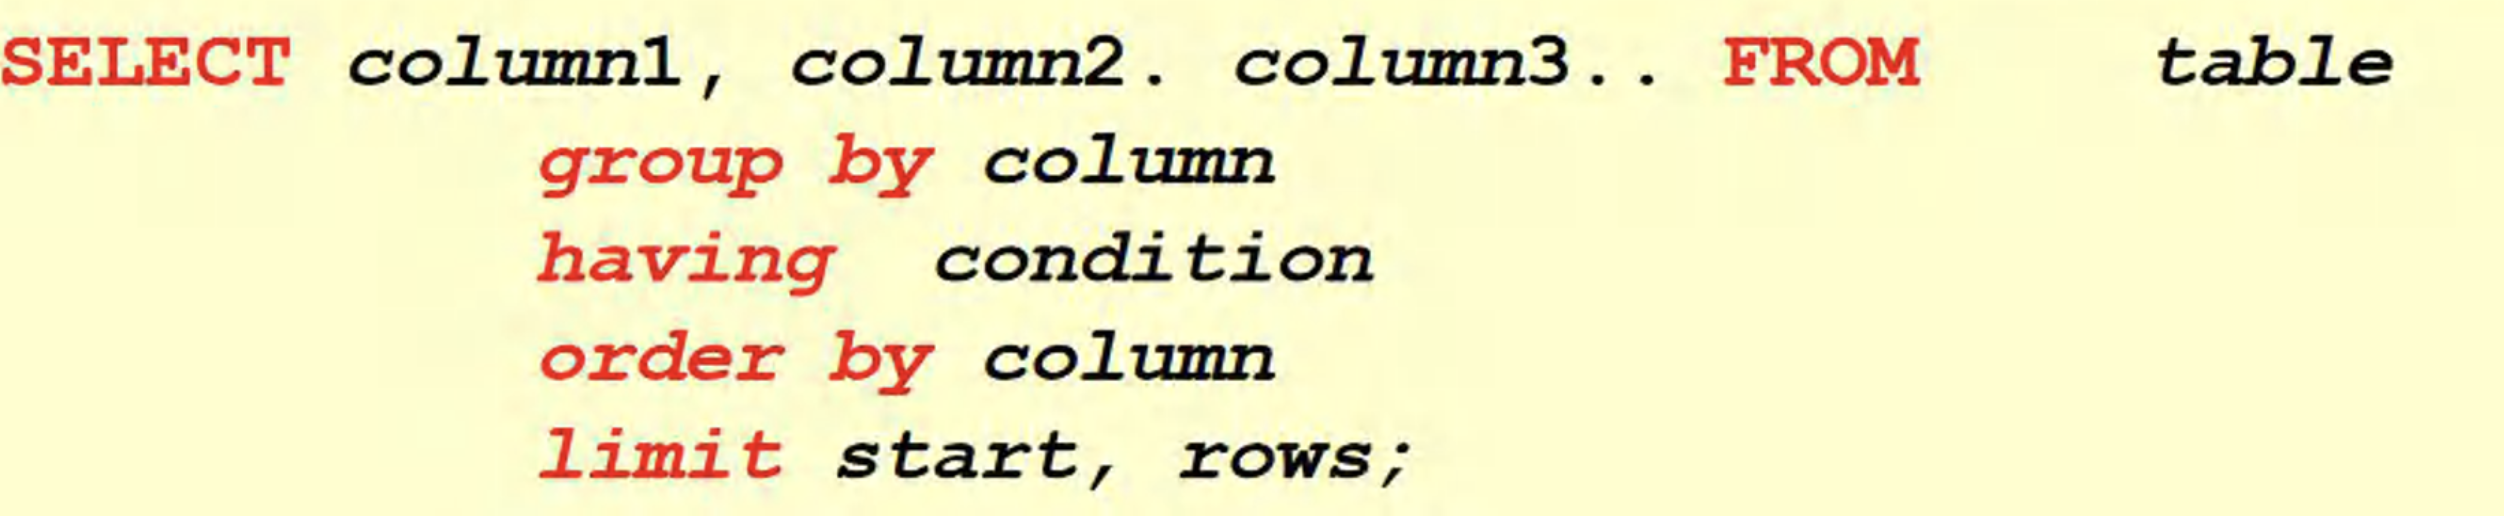 SELECT column1, column2. column3.. FROM table
group by column
having condition
order by column
limit start, rows;